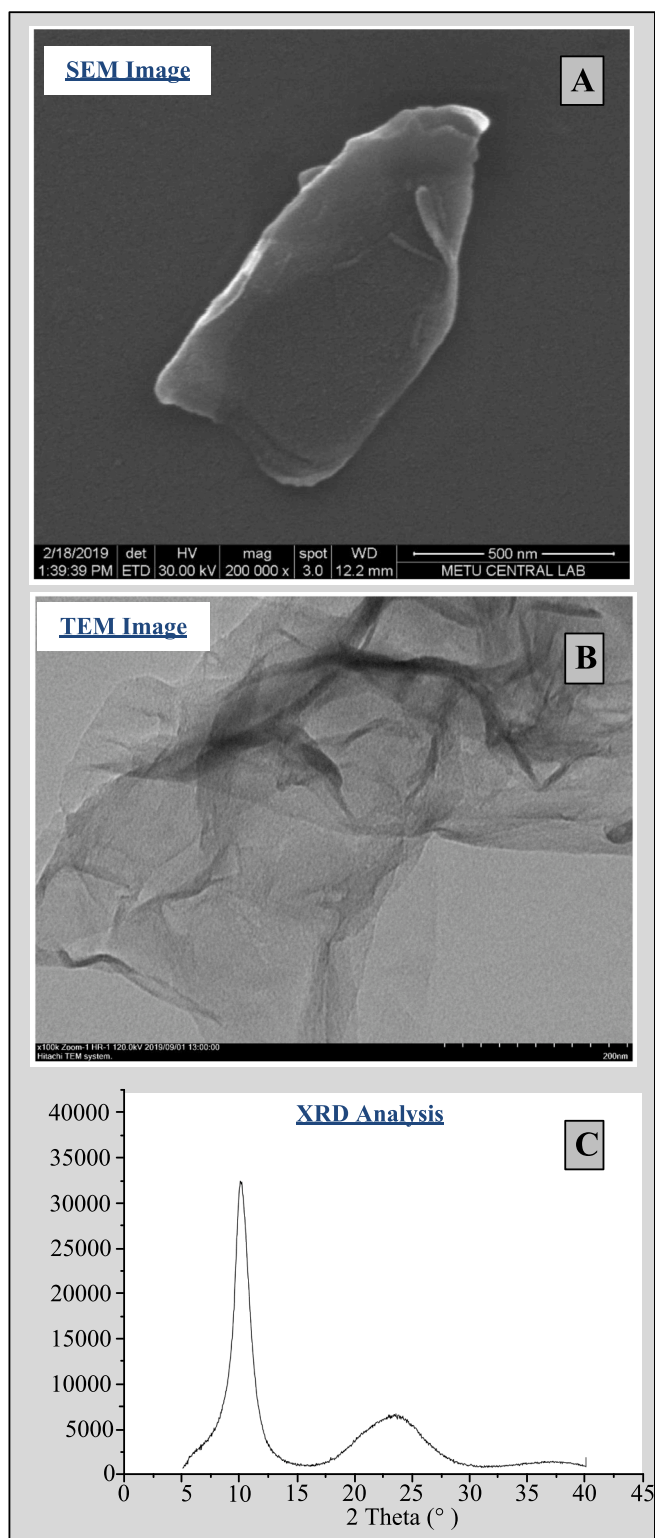 SEM Image
A
2/18/2019 det HV mag spot WD 500 nm
1:39:39 PM ETD 30.00 kV 200 000 x 3.0 12.2 mm METU CENTRAL LAB
TEM Image
B
x100k Zoom-1 HR-1 120.0kV 2019/09/01 13:00:00
Hitachi TEM system.
200nm
XRD Analysis
C
40000
35000
30000
25000
20000
15000
10000
5000
0
0 5 10 15 20 25 30 35 40 45
2 Theta (° )